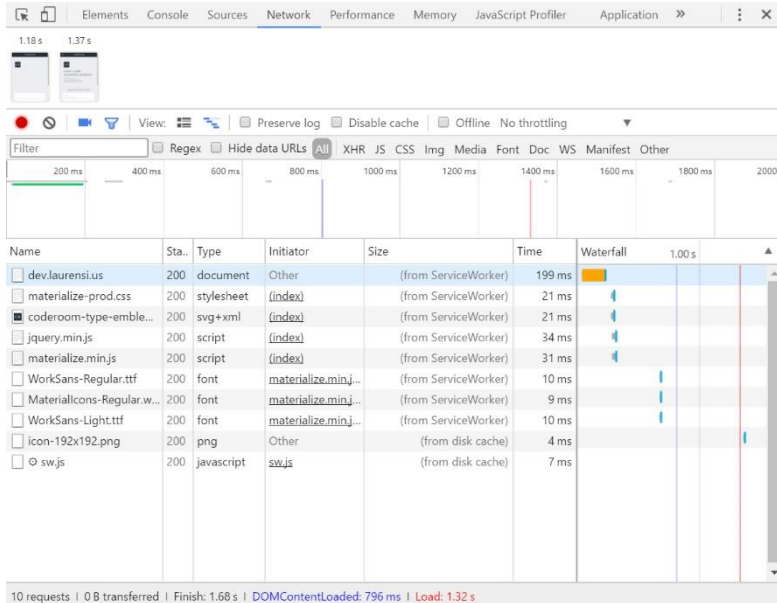 Elements Console Sources Network Performance Memory JavaScript Profiler Application »
1.18 s 1.37 s
View: Preserve log Disable cache Offline No throttling
Filter Regex Hide data URLs All XHR JS CSS Img Media Font Doc WS Manifest Other
200 ms 400 ms 600 ms 800 ms 1000 ms 1200 ms 1400 ms 1600 ms 1800 ms 2000
Name Sta.. Type Initiator Size Time Waterfall 1.00 s
dev.laurensi.us 200 document Other (from ServiceWorker) 199 ms
materialize-prod.css 200 stylesheet (index) (from ServiceWorker) 21 ms
coderoom-type-emble... 200 svg+xml (index) (from ServiceWorker) 21 ms
jquery.min.js 200 script (index) (from ServiceWorker) 34 ms
materialize.min.js 200 script (index) (from ServiceWorker) 31 ms
WorkSans-Regular.ttf 200 font materialize.min.j... (from ServiceWorker) 10 ms
MaterialIcons-Regular.w... 200 font materialize.min.j... (from ServiceWorker) 9 ms
WorkSans-Light.ttf 200 font materialize.min.j... (from ServiceWorker) 10 ms
icon-192x192.png 200 png Other (from disk cache) 4 ms
sw.js 200 javascript sw.js (from disk cache) 7 ms
10 requests | 0 B transferred | Finish: 1.68 s | DOMContentLoaded: 796 ms | Load: 1.32 s